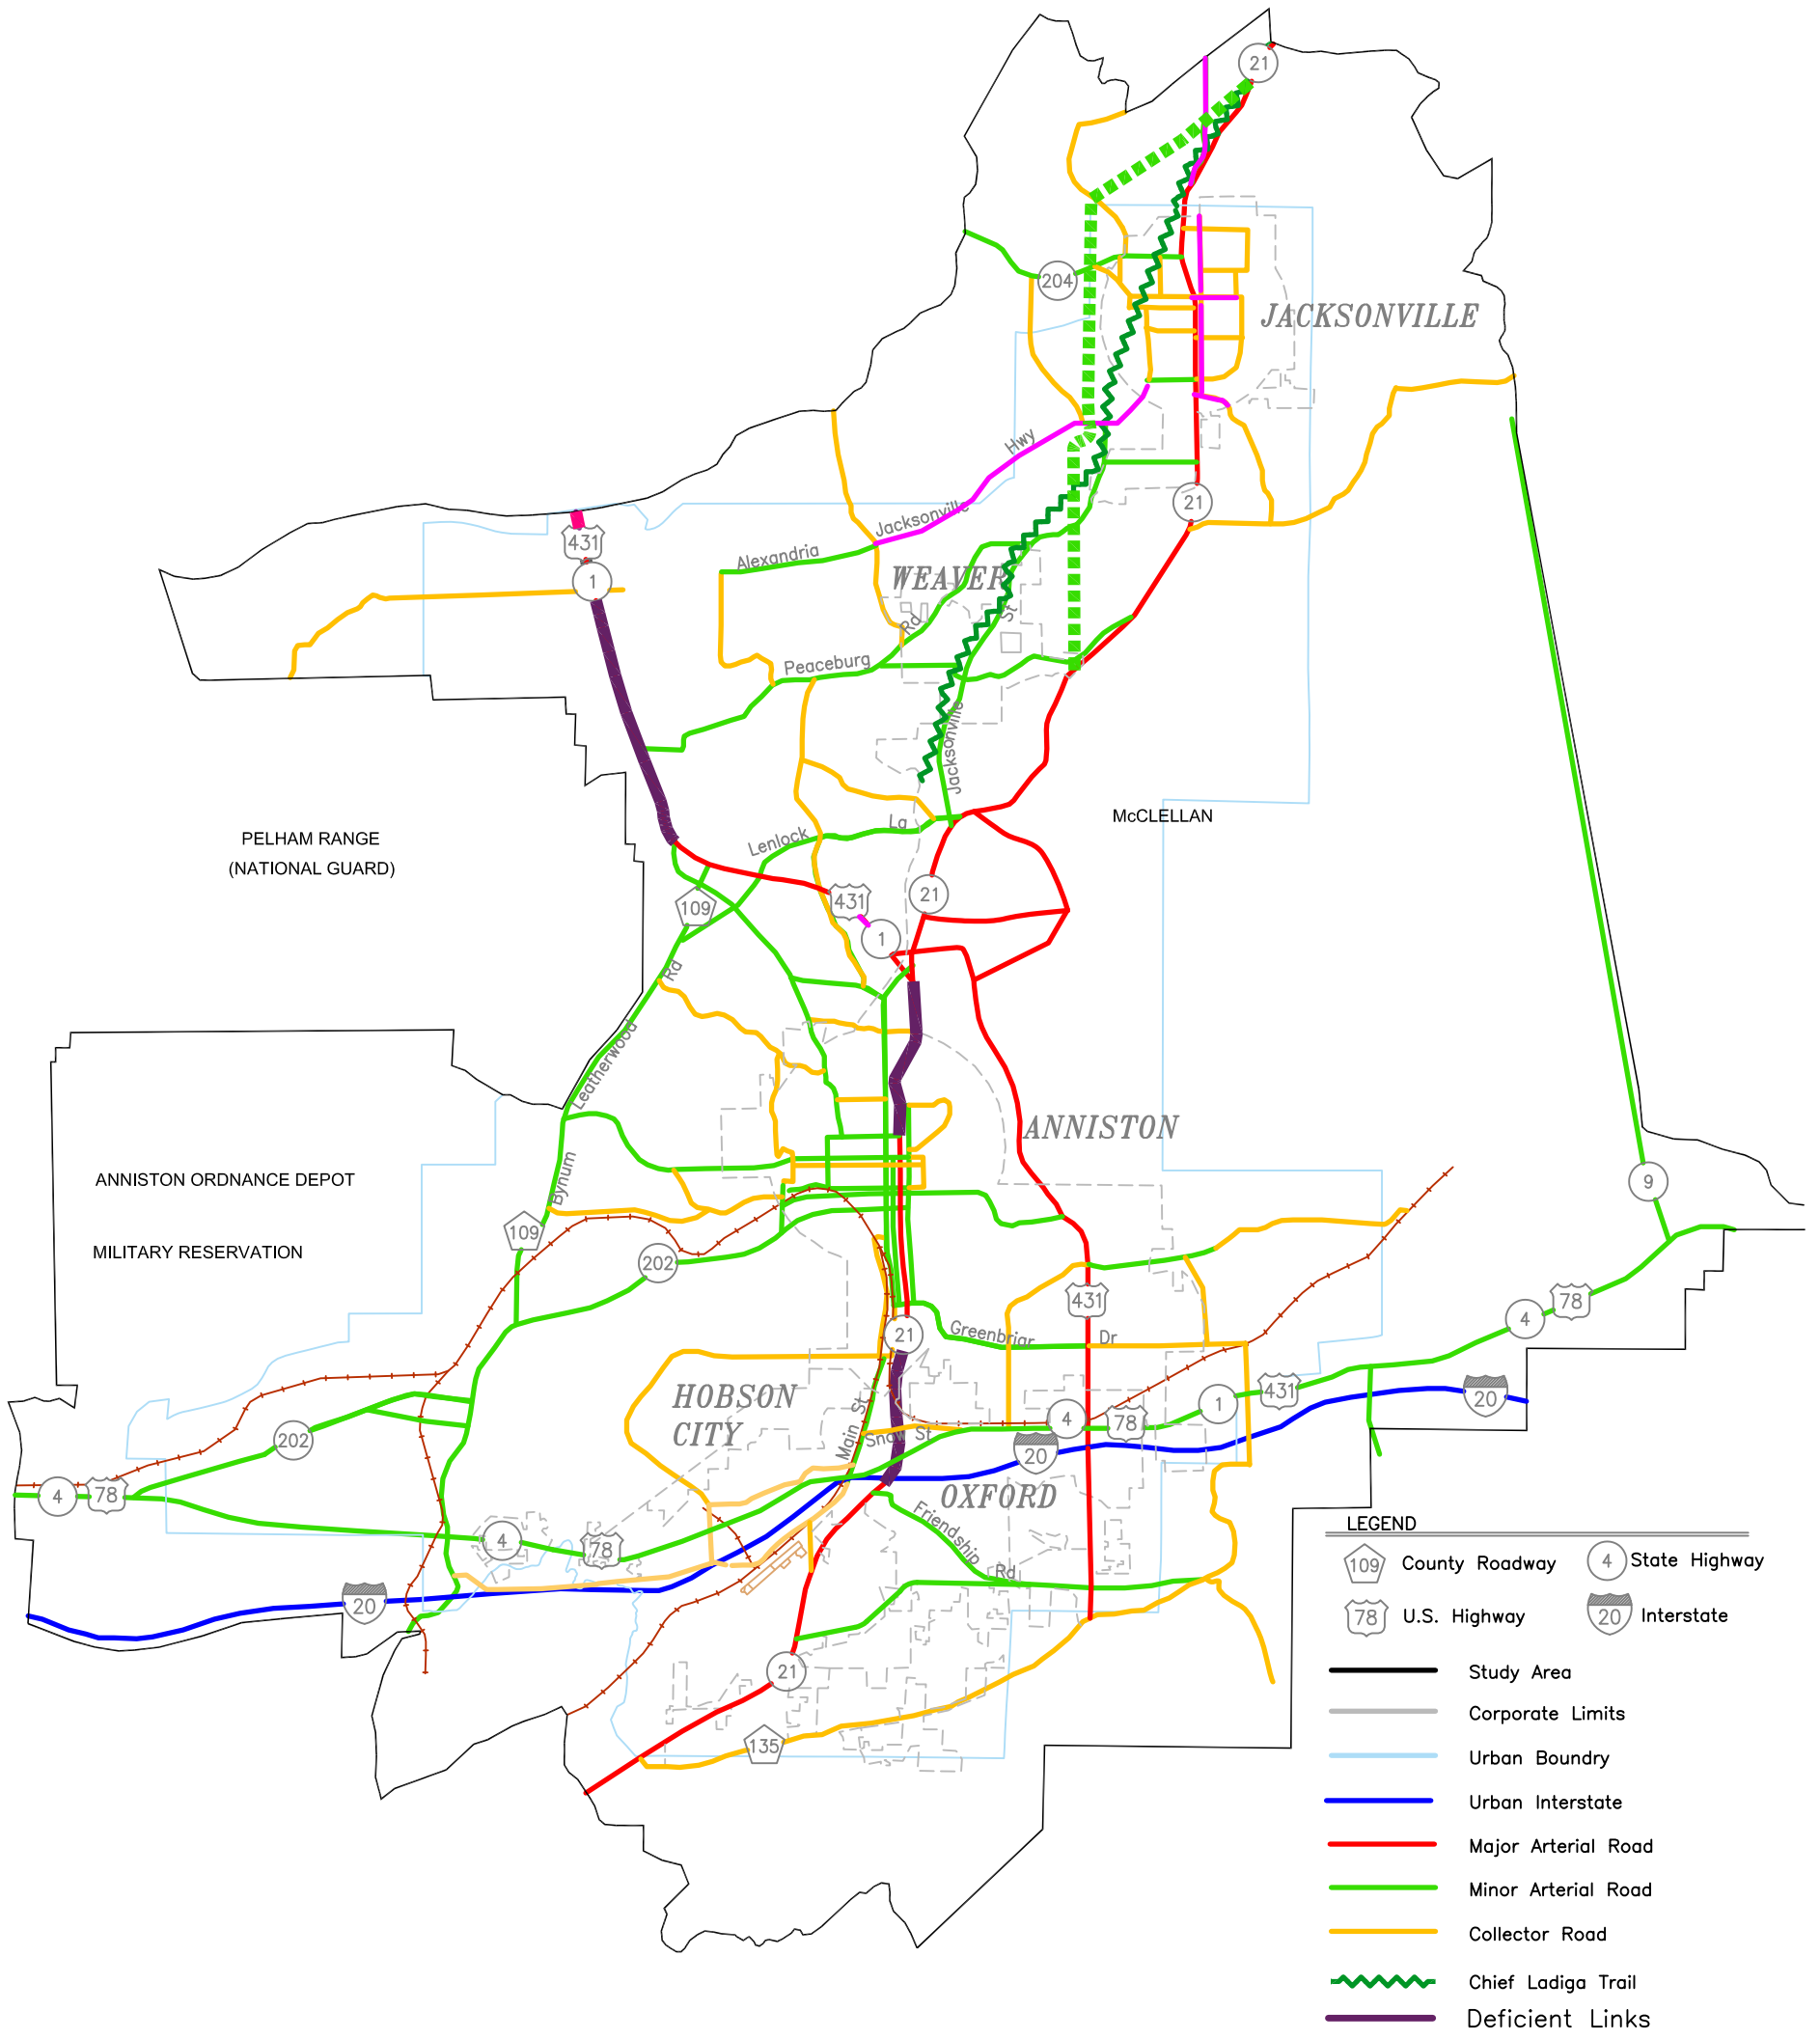 21
204
JACKSONVILLE
Hwy
Jacksonville
21
431
Alexandria
1
WEAVER
St
Rd
Peaceburg
Jacksonville
McCLELLAN
La
Lenlock
PELHAM RANGE
(NATIONAL GUARD)
109
431
21
1
Rd
Leatherwood
ANNISTON
ANNISTON ORDNANCE DEPOT
Bynum
9
109
MILITARY RESERVATION
202
431
78
4
21
Greenbriar
Dr
HOBSON
CITY
431
1
20
4
78
Main St
Snow St
202
20
4
78
OXFORD
Friendship
Rd
4
78
20
21
135
LEGEND
109
County Roadway
4
State Highway
78
U.S. Highway
20
Interstate
Study Area
Corporate Limits
Urban Boundry
Urban Interstate
Major Arterial Road
Minor Arterial Road
Collector Road
Chief Ladiga Trail
Deficient Links